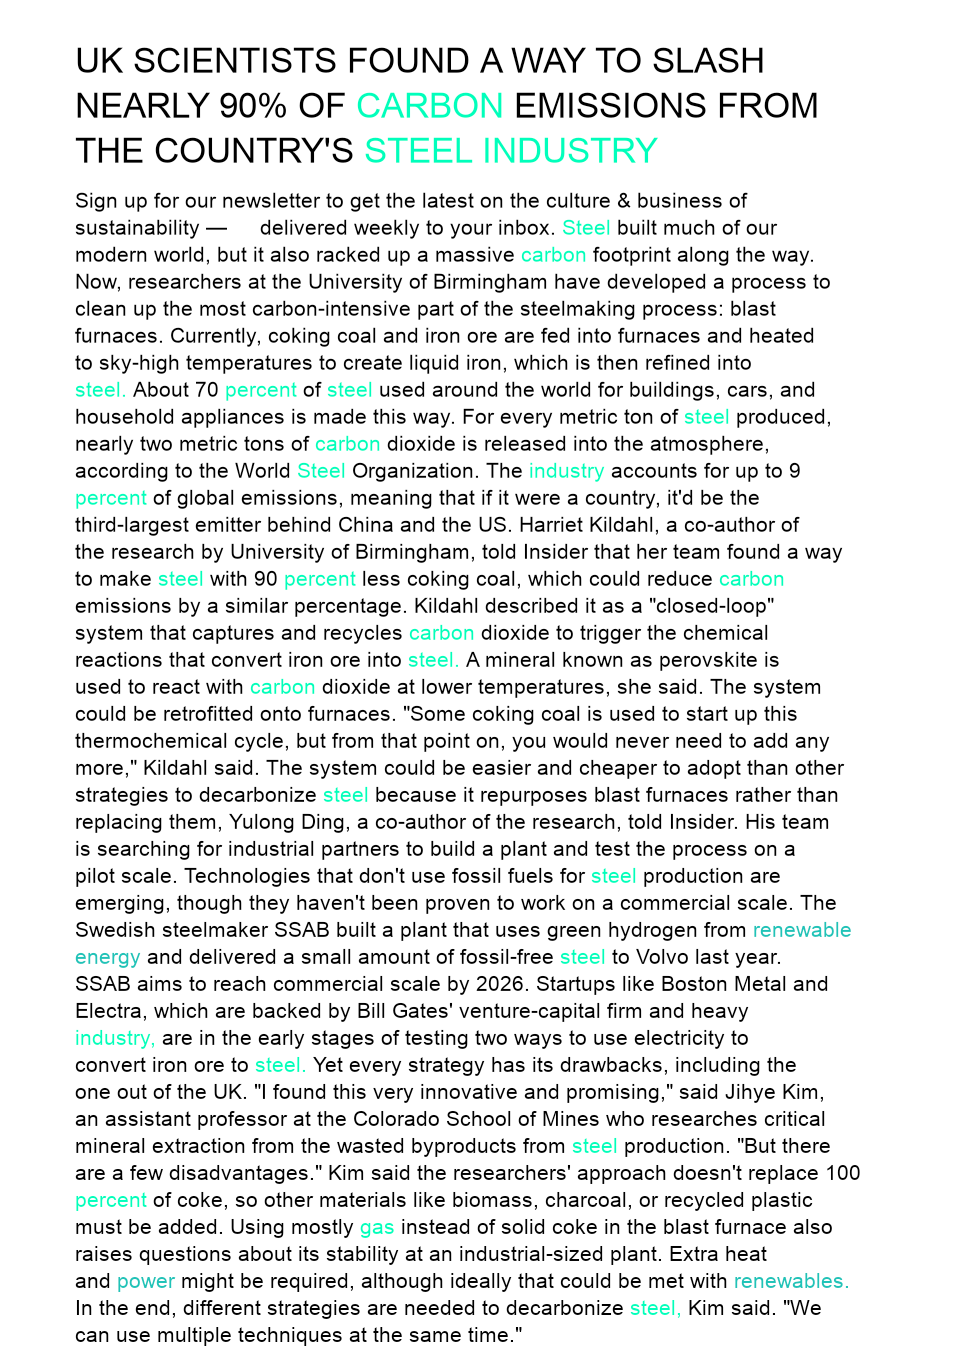 UK SCIENTISTS FOUND A WAY TO SLASH
NEARLY 90% OF CARBON EMISSIONS FROM
THE COUNTRY'S STEEL INDUSTRY
Sign up for our newsletter to get the latest on the culture & business of
sustainability — delivered weekly to your inbox. Steel built much of our
modern world, but it also racked up a massive carbon footprint along the way.
Now, researchers at the University of Birmingham have developed a process to
clean up the most carbon-intensive part of the steelmaking process: blast
furnaces. Currently, coking coal and iron ore are fed into furnaces and heated
to sky-high temperatures to create liquid iron, which is then refined into
steel. About 70 percent of steel used around the world for buildings, cars, and
household appliances is made this way. For every metric ton of steel produced,
nearly two metric tons of carbon dioxide is released into the atmosphere,
according to the World Steel Organization. The industry accounts for up to 9
percent of global emissions, meaning that if it were a country, it'd be the
third-largest emitter behind China and the US. Harriet Kildahl, a co-author of
the research by University of Birmingham, told Insider that her team found a way
to make steel with 90 percent less coking coal, which could reduce carbon
emissions by a similar percentage. Kildahl described it as a "closed-loop"
system that captures and recycles carbon dioxide to trigger the chemical
reactions that convert iron ore into steel. A mineral known as perovskite is
used to react with carbon dioxide at lower temperatures, she said. The system
could be retrofitted onto furnaces. "Some coking coal is used to start up this
thermochemical cycle, but from that point on, you would never need to add any
more," Kildahl said. The system could be easier and cheaper to adopt than other
strategies to decarbonize steel because it repurposes blast furnaces rather than
replacing them, Yulong Ding, a co-author of the research, told Insider. His team
is searching for industrial partners to build a plant and test the process on a
pilot scale. Technologies that don't use fossil fuels for steel production are
emerging, though they haven't been proven to work on a commercial scale. The
Swedish steelmaker SSAB built a plant that uses green hydrogen from renewable
energy and delivered a small amount of fossil-free steel to Volvo last year.
SSAB aims to reach commercial scale by 2026. Startups like Boston Metal and
Electra, which are backed by Bill Gates' venture-capital firm and heavy
industry, are in the early stages of testing two ways to use electricity to
convert iron ore to steel. Yet every strategy has its drawbacks, including the
one out of the UK. "I found this very innovative and promising," said Jihye Kim,
an assistant professor at the Colorado School of Mines who researches critical
mineral extraction from the wasted byproducts from steel production. "But there
are a few disadvantages." Kim said the researchers' approach doesn't replace 100
percent of coke, so other materials like biomass, charcoal, or recycled plastic
must be added. Using mostly gas instead of solid coke in the blast furnace also
raises questions about its stability at an industrial-sized plant. Extra heat
and power might be required, although ideally that could be met with renewables.
In the end, different strategies are needed to decarbonize steel, Kim said. "We
can use multiple techniques at the same time."